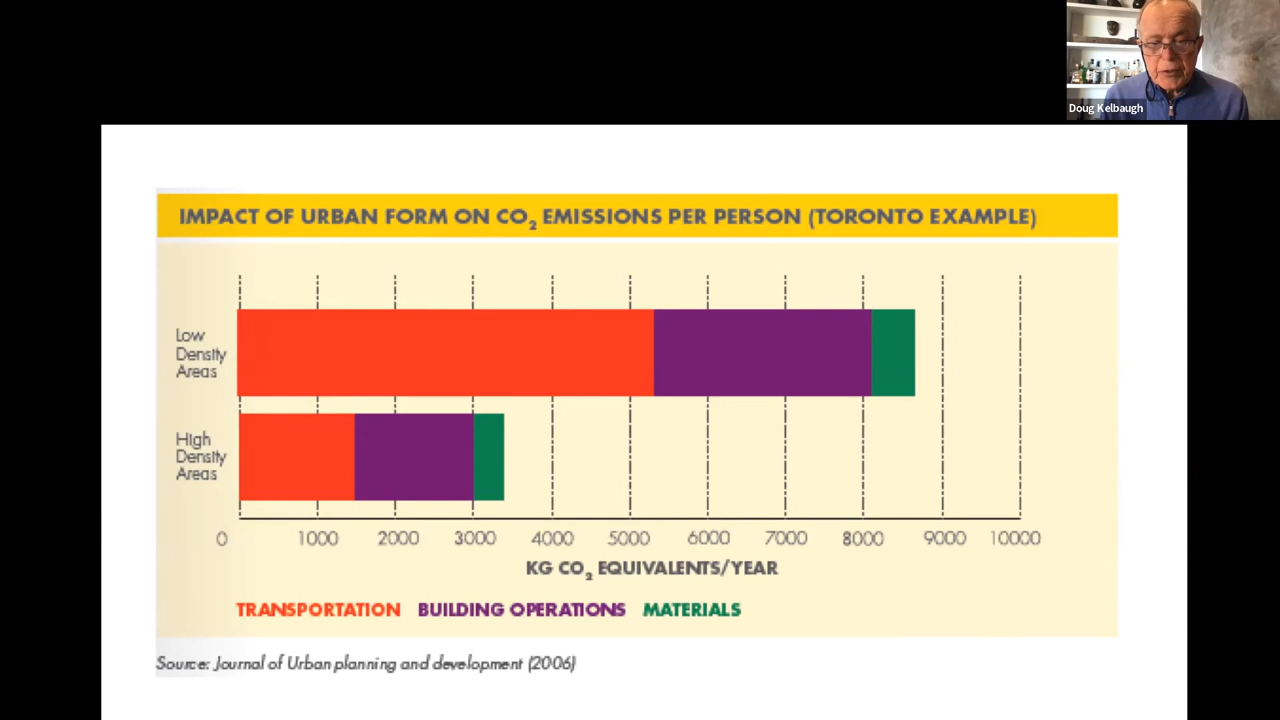 Doug Kelbaugh
IMPACT OF URBAN FORM ON CO₂ EMISSIONS PER PERSON (TORONTO EXAMPLE)
Low
Density
Areas
High
Density
Areas
0 1000 2000 3000 4000 5000 6000 7000 8000 9000 10000
KG CO₂ EQUIVALENTS/YEAR
TRANSPORTATION BUILDING OPERATIONS MATERIALS
Source: Journal of Urban planning and development (2006)